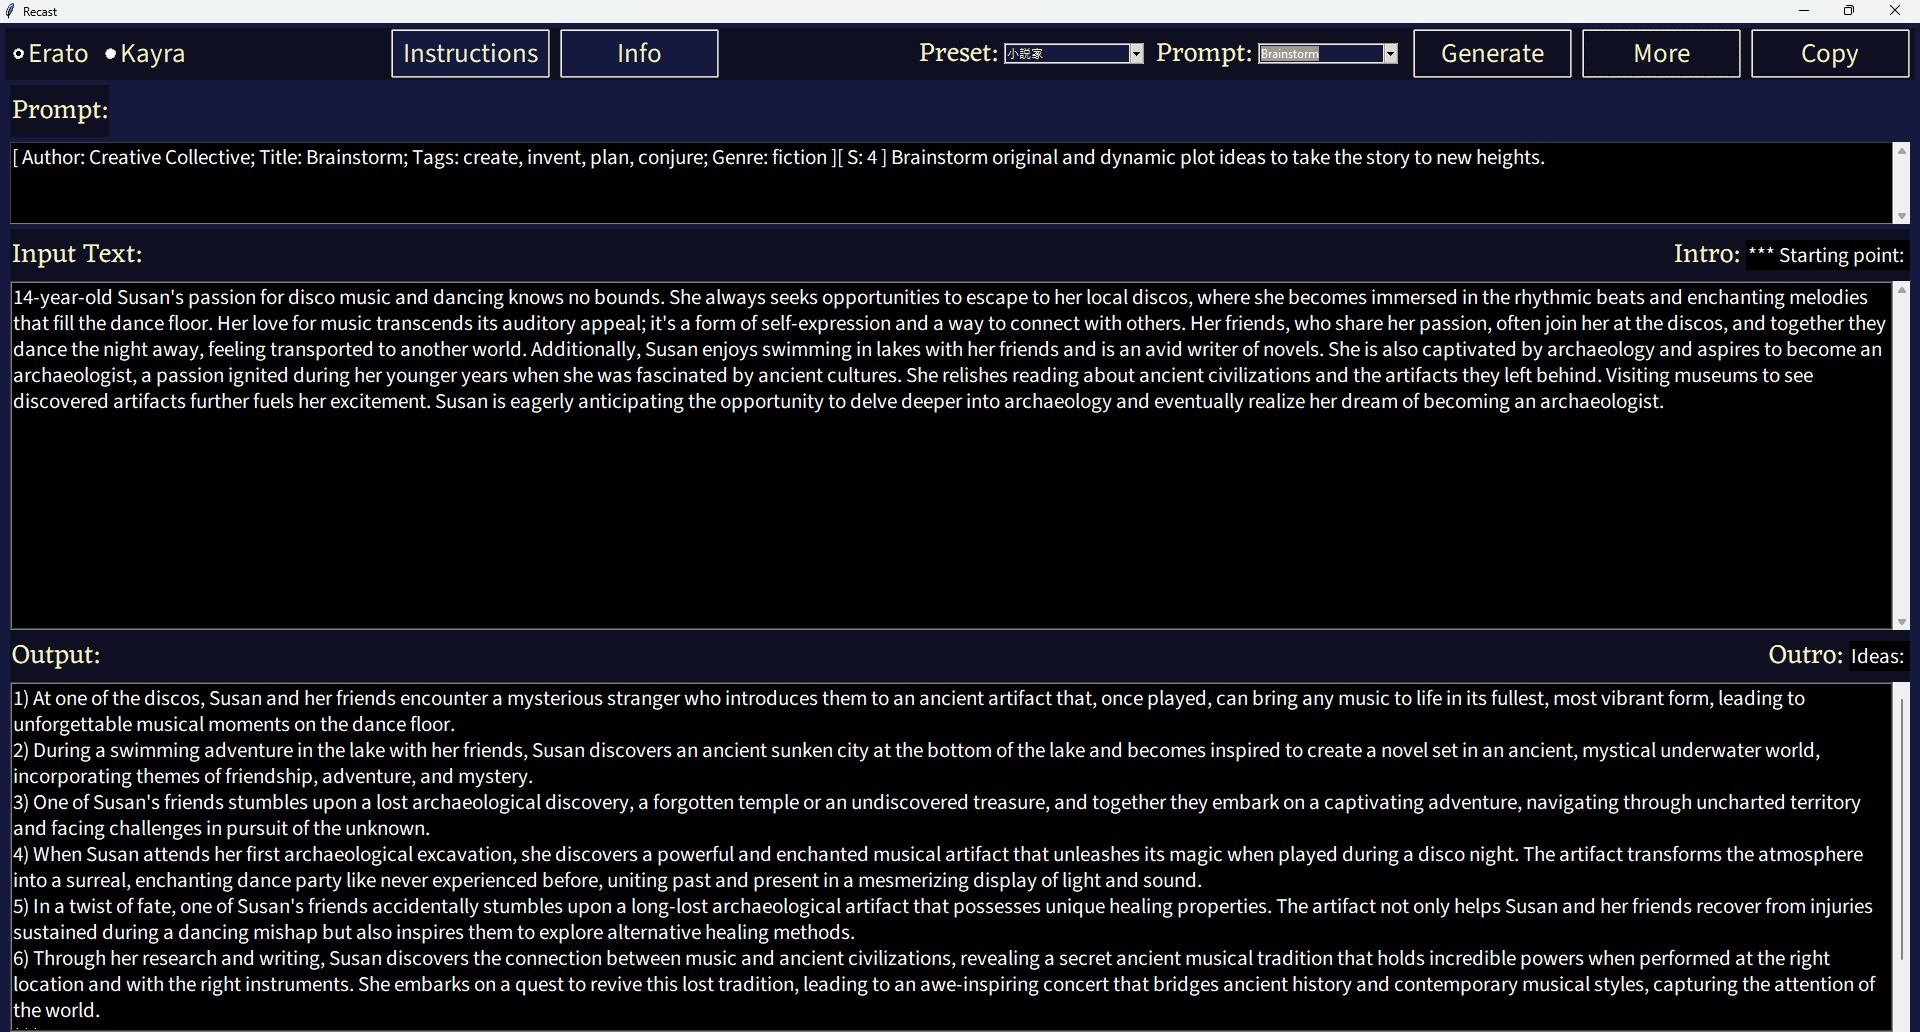 Recast
Erato Kayra Instructions Info Preset: 小説家 Prompt: Brainstorm Generate More Copy
Prompt:
[ Author: Creative Collective; Title: Brainstorm; Tags: create, invent, plan, conjure; Genre: fiction ][ S: 4 ] Brainstorm original and dynamic plot ideas to take the story to new heights.
Input Text: Intro: *** Starting point:
14-year-old Susan's passion for disco music and dancing knows no bounds. She always seeks opportunities to escape to her local discos, where she becomes immersed in the rhythmic beats and enchanting melodies
that fill the dance floor. Her love for music transcends its auditory appeal; it's a form of self-expression and a way to connect with others. Her friends, who share her passion, often join her at the discos, and together they
dance the night away, feeling transported to another world. Additionally, Susan enjoys swimming in lakes with her friends and is an avid writer of novels. She is also captivated by archaeology and aspires to become an
archaeologist, a passion ignited during her younger years when she was fascinated by ancient cultures. She relishes reading about ancient civilizations and the artifacts they left behind. Visiting museums to see
discovered artifacts further fuels her excitement. Susan is eagerly anticipating the opportunity to delve deeper into archaeology and eventually realize her dream of becoming an archaeologist.
Output: Outro: Ideas:
1) At one of the discos, Susan and her friends encounter a mysterious stranger who introduces them to an ancient artifact that, once played, can bring any music to life in its fullest, most vibrant form, leading to
unforgettable musical moments on the dance floor.
2) During a swimming adventure in the lake with her friends, Susan discovers an ancient sunken city at the bottom of the lake and becomes inspired to create a novel set in an ancient, mystical underwater world,
incorporating themes of friendship, adventure, and mystery.
3) One of Susan's friends stumbles upon a lost archaeological discovery, a forgotten temple or an undiscovered treasure, and together they embark on a captivating adventure, navigating through uncharted territory
and facing challenges in pursuit of the unknown.
4) When Susan attends her first archaeological excavation, she discovers a powerful and enchanted musical artifact that unleashes its magic when played during a disco night. The artifact transforms the atmosphere
into a surreal, enchanting dance party like never experienced before, uniting past and present in a mesmerizing display of light and sound.
5) In a twist of fate, one of Susan's friends accidentally stumbles upon a long-lost archaeological artifact that possesses unique healing properties. The artifact not only helps Susan and her friends recover from injuries
sustained during a dancing mishap but also inspires them to explore alternative healing methods.
6) Through her research and writing, Susan discovers the connection between music and ancient civilizations, revealing a secret ancient musical tradition that holds incredible powers when performed at the right
location and with the right instruments. She embarks on a quest to revive this lost tradition, leading to an awe-inspiring concert that bridges ancient history and contemporary musical styles, capturing the attention of
the world.